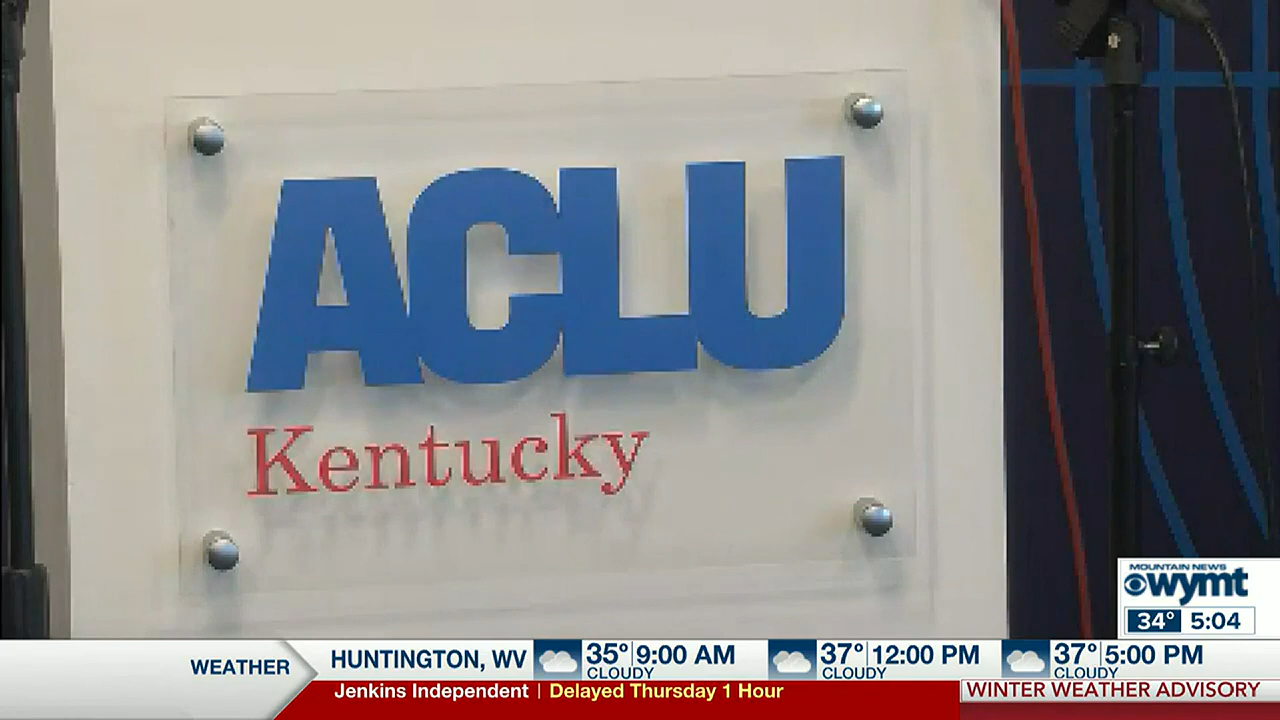 ACLU
Kentucky
MOUNTAIN NEWS
wymt
34° 5:04
WEATHER
HUNTINGTON, WV 35° 9:00 AM CLOUDY 37° 12:00 PM CLOUDY 37° 5:00 PM CLOUDY
Jenkins Independent | Delayed Thursday 1 Hour
WINTER WEATHER ADVISORY